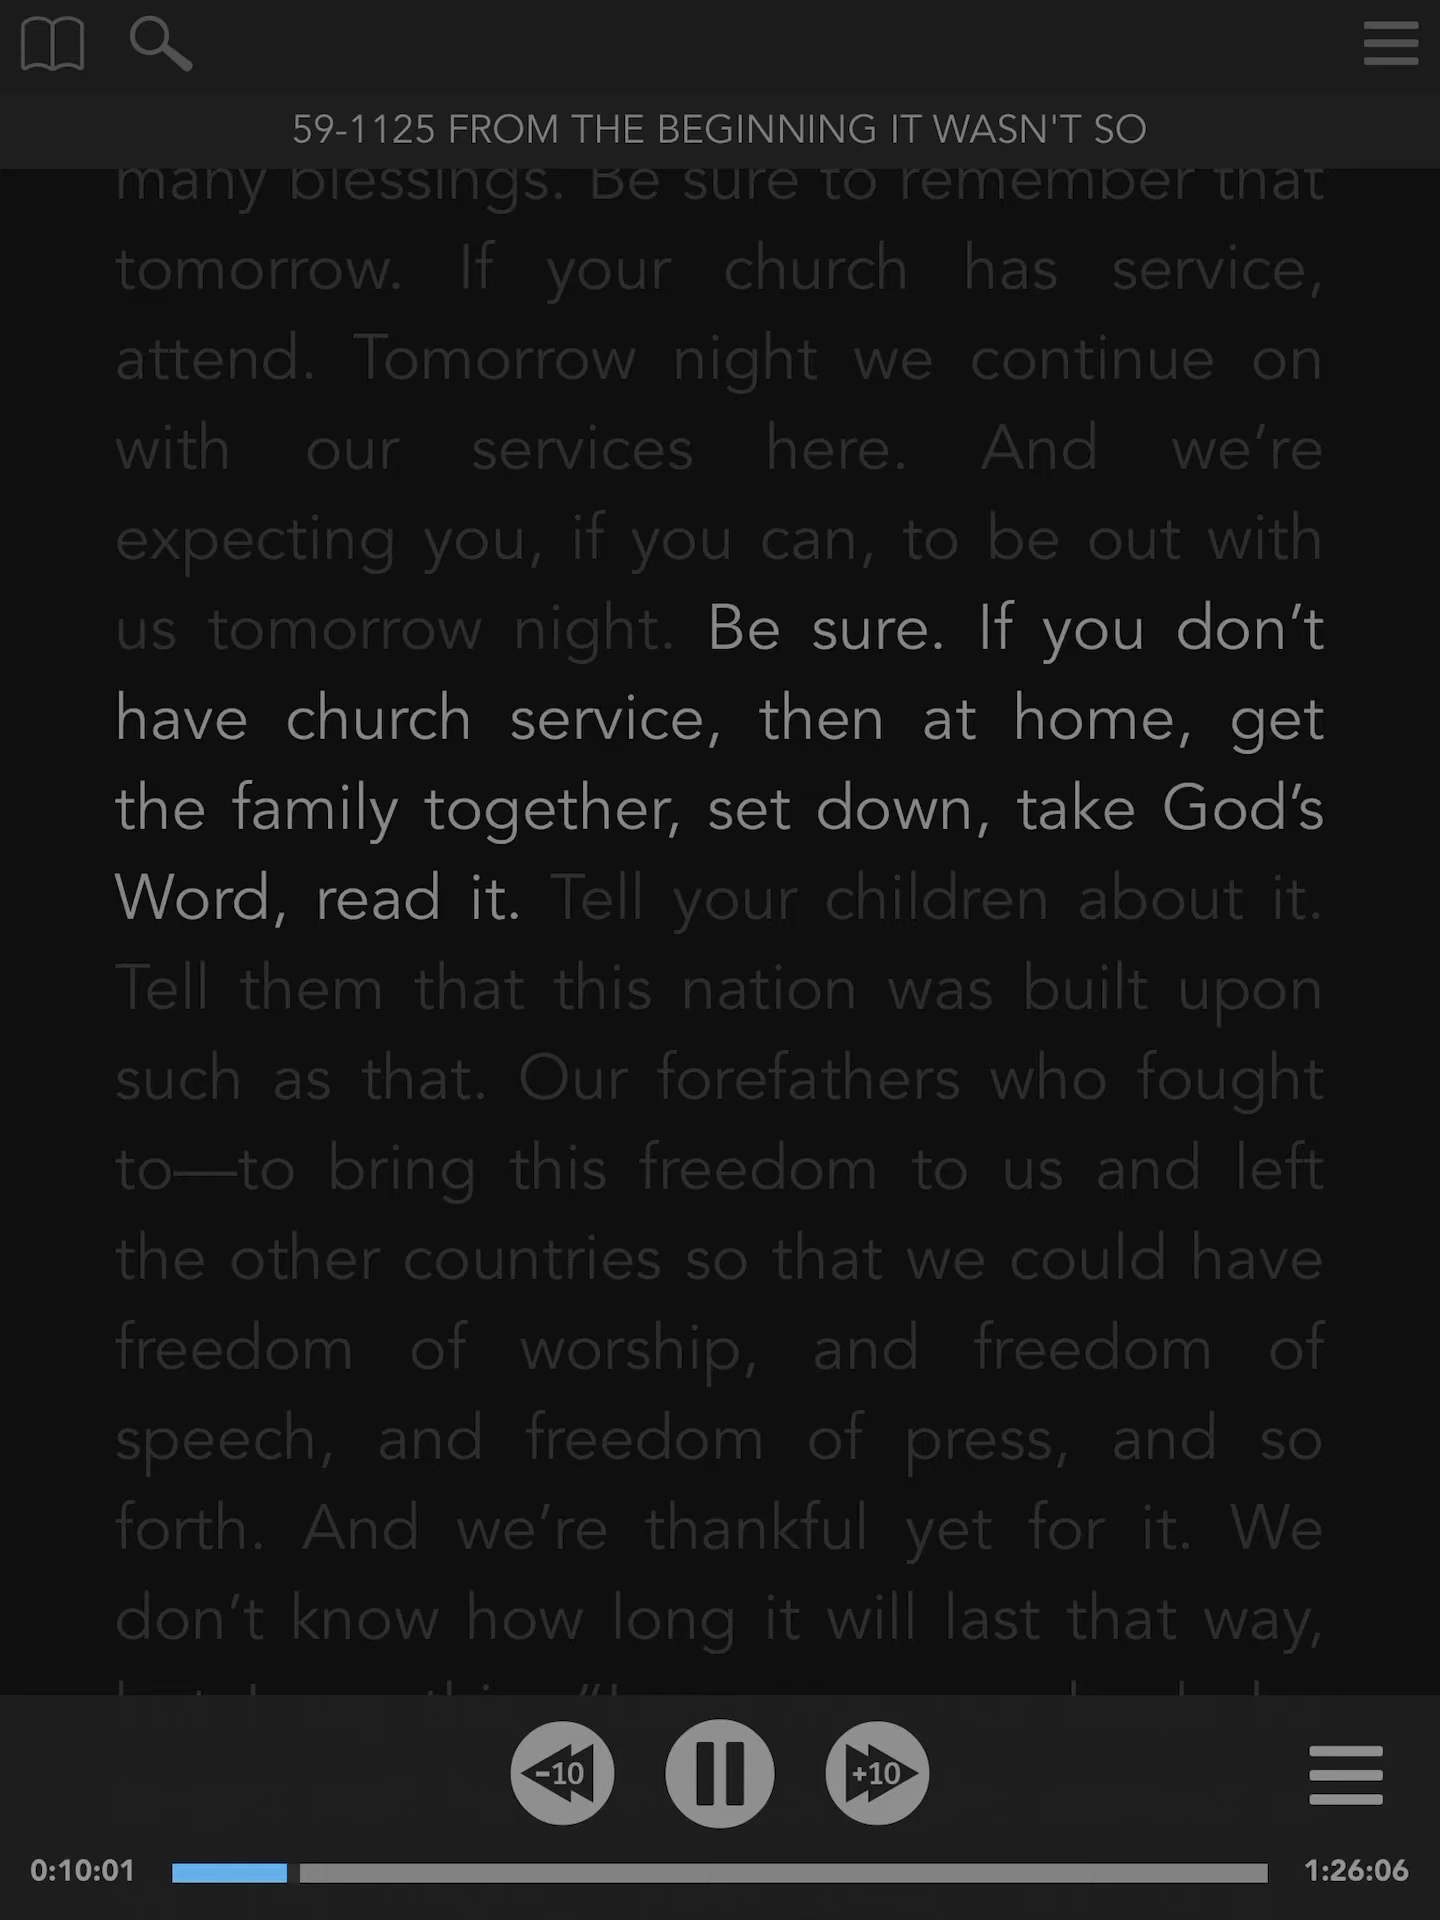 59-1125 FROM THE BEGINNING IT WASN'T SO
many blessings. Be sure to remember that
tomorrow. If your church has service,
attend. Tomorrow night we continue on
with our services here. And we’re
expecting you, if you can, to be out with
us tomorrow night. Be sure. If you don’t
have church service, then at home, get
the family together, set down, take God’s
Word, read it. Tell your children about it.
Tell them that this nation was built upon
such as that. Our forefathers who fought
to—to bring this freedom to us and left
the other countries so that we could have
freedom of worship, and freedom of
speech, and freedom of press, and so
forth. And we’re thankful yet for it. We
don’t know how long it will last that way,
-10 +10
0:10:01 1:26:06